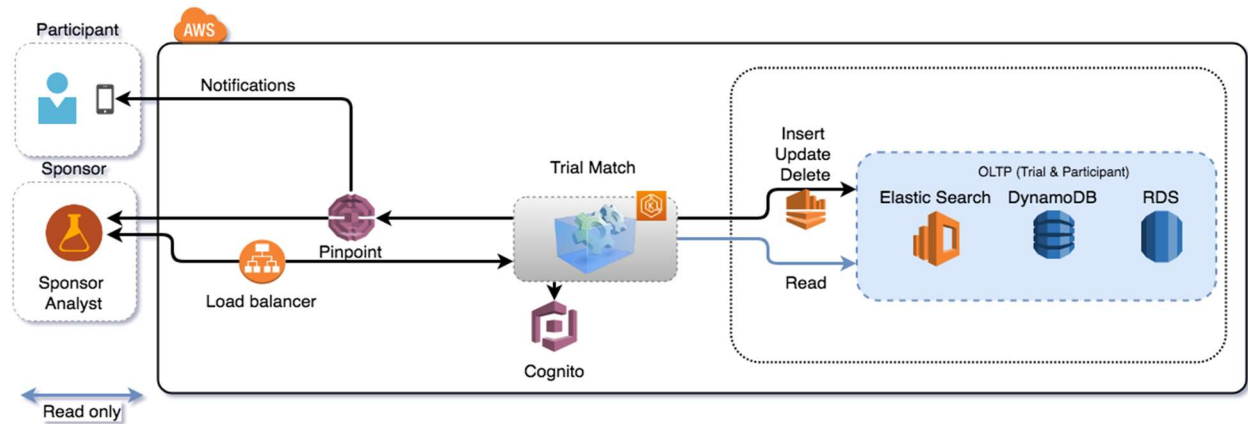 Participant
AWS
Notifications
Sponsor
Trial Match
Insert
Update
Delete
OLTP (Trial & Participant)
Elastic Search
DynamoDB
RDS
K
Pinpoint
Sponsor
Analyst
Load balancer
Read
Cognito
Read only